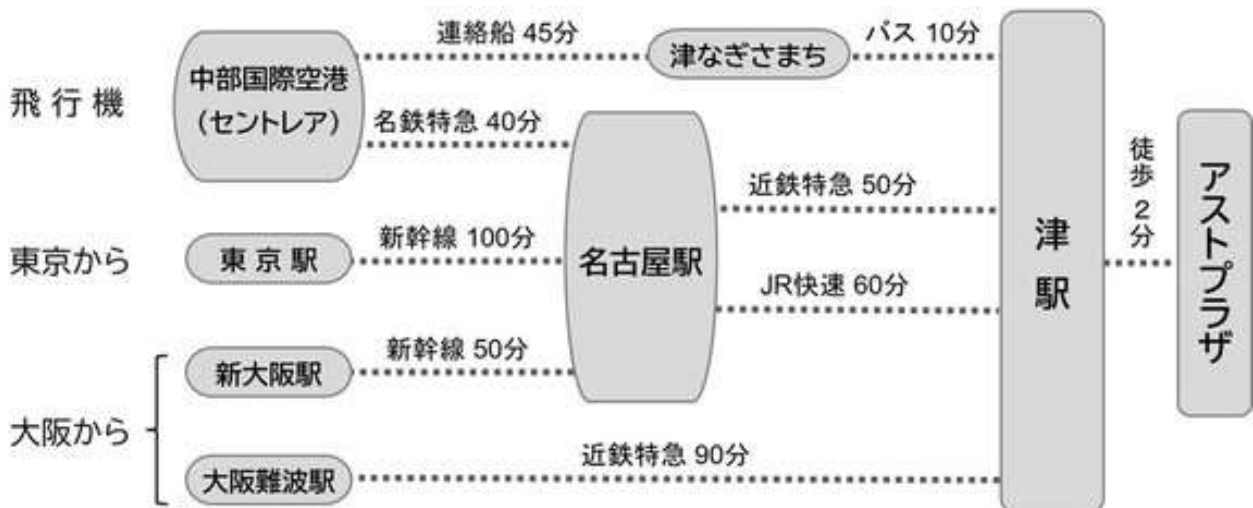 飛行機
中部国際空港
（セントレア）
連絡船 45分
津なぎさまち
バス 10分
名鉄特急 40分
東京から
東京駅
新幹線 100分
名古屋駅
近鉄特急 50分
JR快速 60分
大阪から
新大阪駅
新幹線 50分
大阪難波駅
近鉄特急 90分
津駅
徒歩 2分
アストプラザ